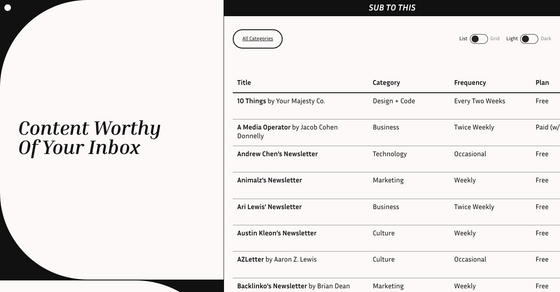 SUB TO THIS
Content Worthy
Of Your Inbox
All Categories
List Grid Light Dark
Title Category Frequency Plan
10 Things by Your Majesty Co. Design + Code Every Two Weeks Free
A Media Operator by Jacob Cohen Business Twice Weekly Paid (w/
Donnelly
Andrew Chen's Newsletter Technology Occasional Free
Animalz's Newsletter Marketing Weekly Free
Ari Lewis' Newsletter Business Twice Weekly Free
Austin Kleon's Newsletter Culture Weekly Free
AZLetter by Aaron Z. Lewis Culture Occasional Free
Backlinko's Newsletter by Brian Dean Marketing Weekly Free